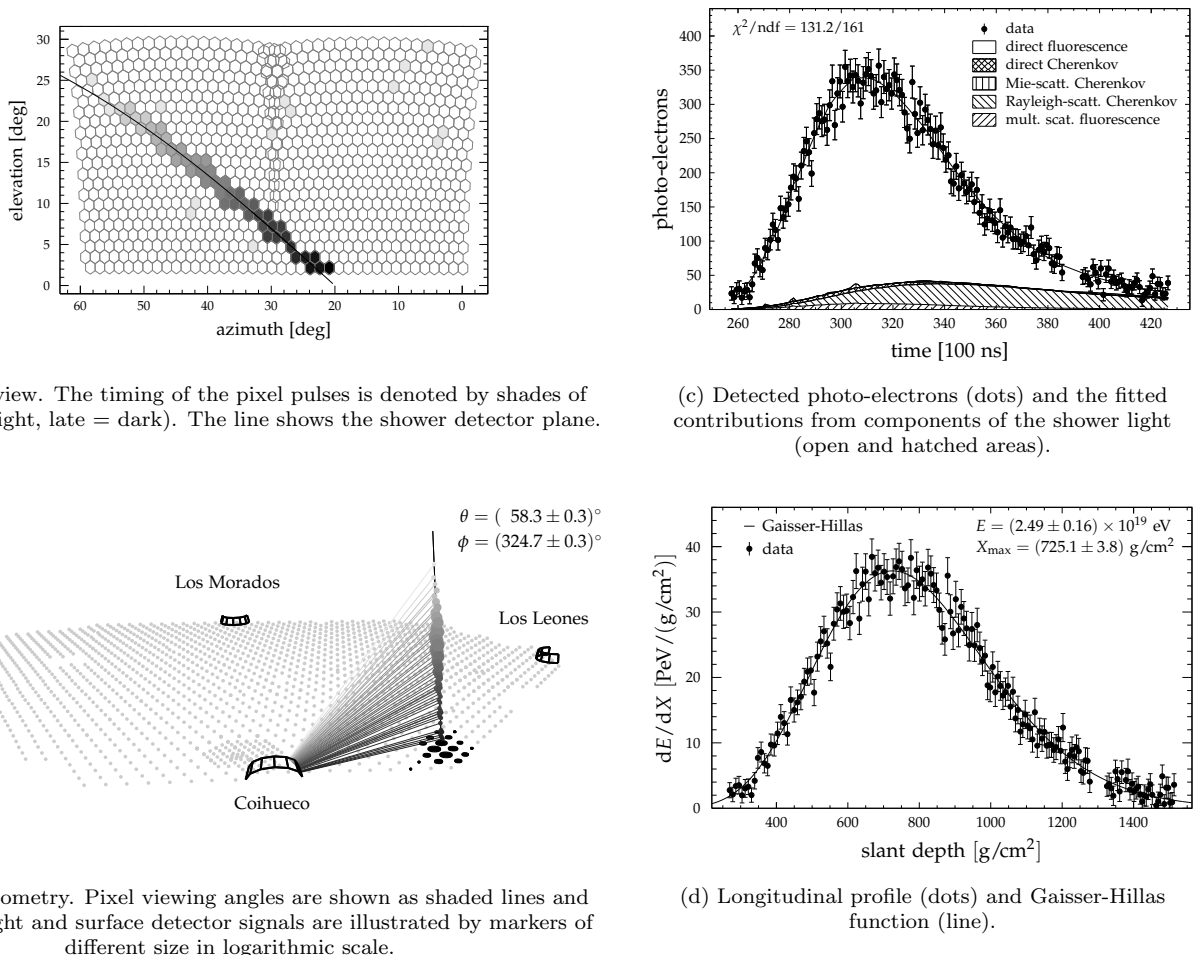 30
25
20
15
10
5
0
elevation [deg]
60 50 40 30 20 10 0
azimuth [deg]
view. The timing of the pixel pulses is denoted by shades of
ight, late = dark). The line shows the shower detector plane.
χ²/ndf = 131.2/161
data
direct fluorescence
direct Cherenkov
Mie-scatt. Cherenkov
Rayleigh-scatt. Cherenkov
mult. scat. fluorescence
400
350
300
250
200
150
100
50
0
photo-electrons
260 280 300 320 340 360 380 400 420
time [100 ns]
(c) Detected photo-electrons (dots) and the fitted
contributions from components of the shower light
(open and hatched areas).
θ = ( 58.3 ± 0.3)°
ϕ = (324.7 ± 0.3)°
Los Morados
Los Leones
Coihueco
ometry. Pixel viewing angles are shown as shaded lines and
ght and surface detector signals are illustrated by markers of
different size in logarithmic scale.
Gaisser-Hillas
data
E = (2.49 ± 0.16) × 10¹⁹ eV
Xmax = (725.1 ± 3.8) g/cm²
40
30
20
10
0
dE/dX [PeV/(g/cm²)]
400 600 800 1000 1200 1400
slant depth [g/cm²]
(d) Longitudinal profile (dots) and Gaisser-Hillas
function (line).